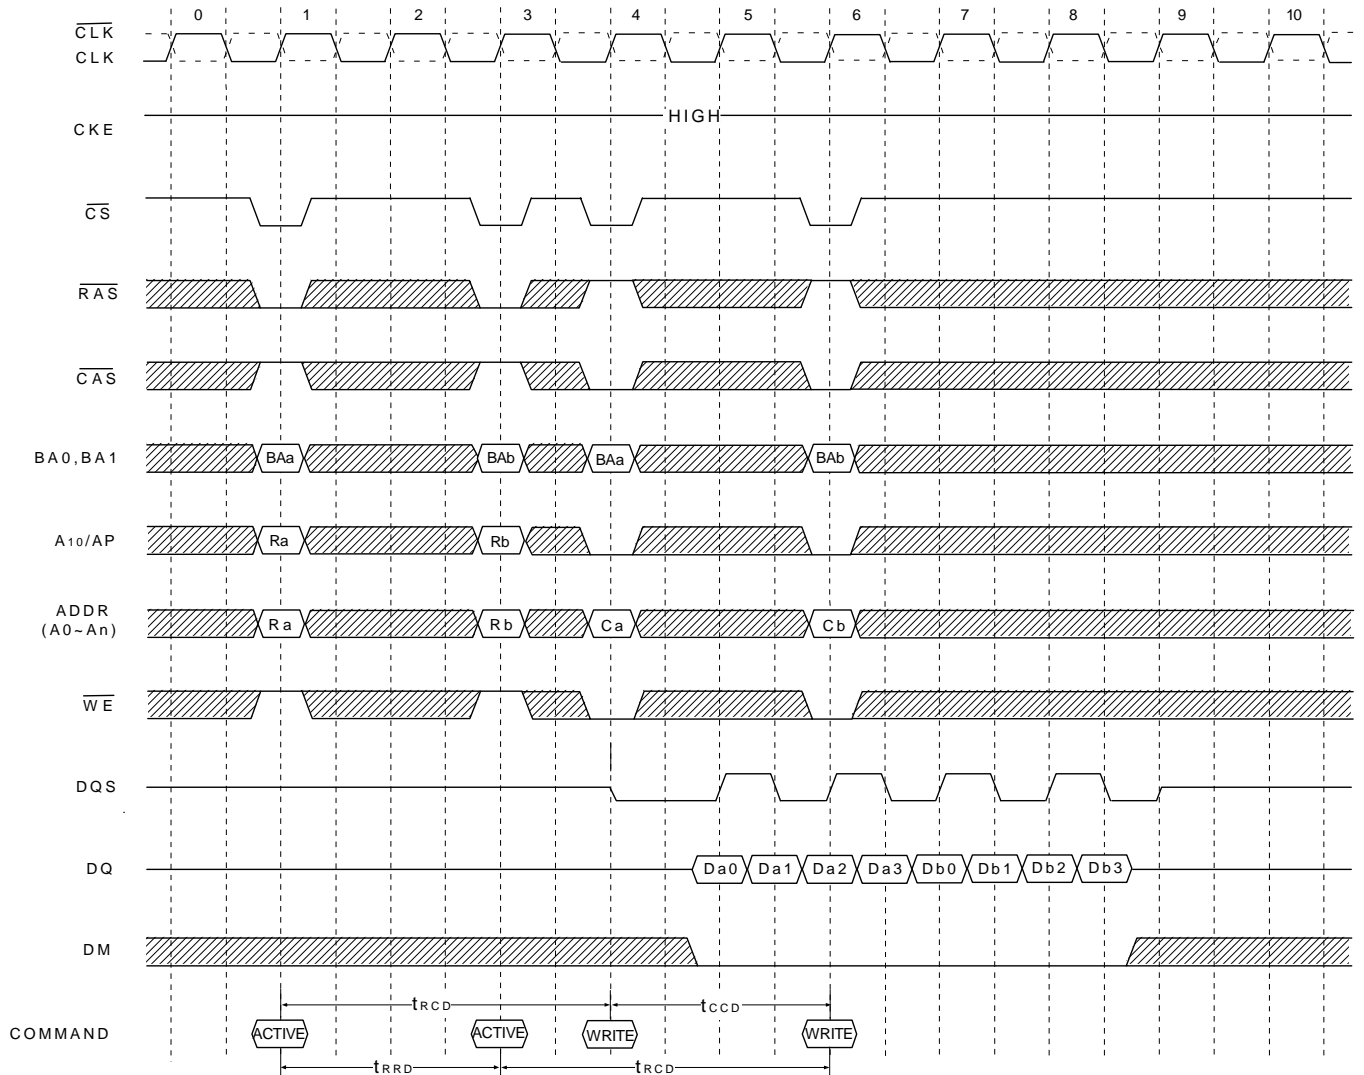 0 1 2 3 4 5 6 7 8 9 10
CLK
CLK
CKE
HIGH
CS
RAS
CAS
BA0,BA1 BAa BAb BAa BAb
A10/AP Ra Rb
ADDR
(A0~An) Ra Rb Ca Cb
WE
DQS
DQ Da0 Da1 Da2 Da3 Db0 Db1 Db2 Db3
DM
tRCD tCCD
COMMAND ACTIVE ACTIVE WRITE WRITE
tRRD tRCD